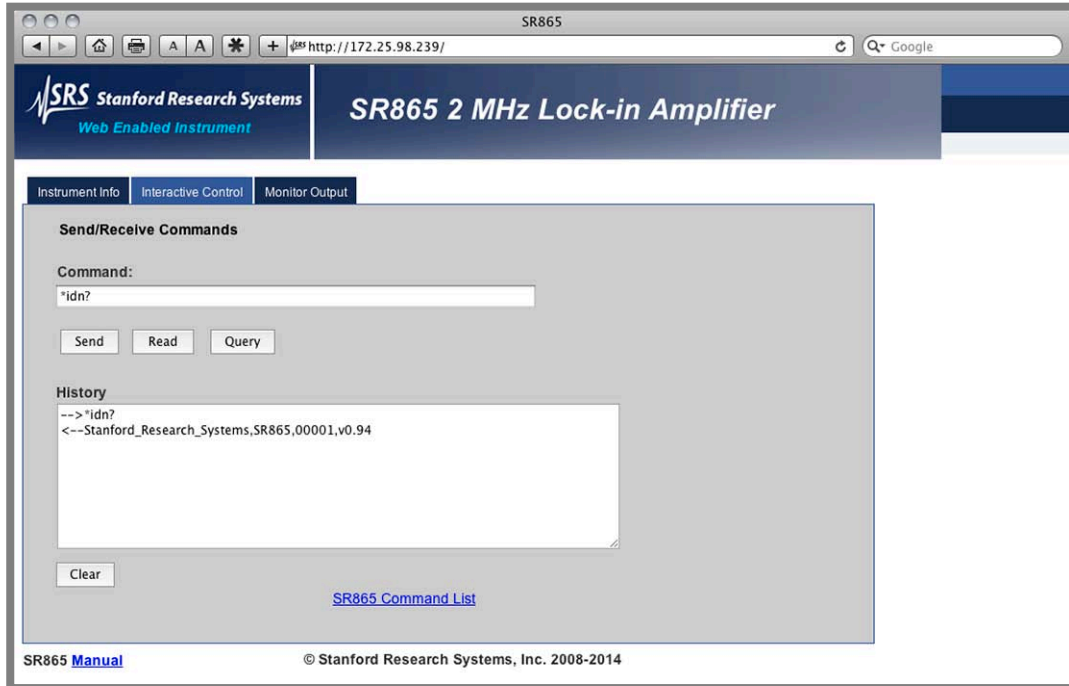 SR865
A A + SRS http://172.25.98.239/ Google
SRS Stanford Research Systems
Web Enabled Instrument
SR865 2 MHz Lock-in Amplifier
Instrument Info Interactive Control Monitor Output
Send/Receive Commands
Command:
*idn?
Send Read Query
History
-->*idn?
<--Stanford_Research_Systems,SR865,00001,v0.94
Clear
SR865 Command List
SR865 Manual © Stanford Research Systems, Inc. 2008-2014